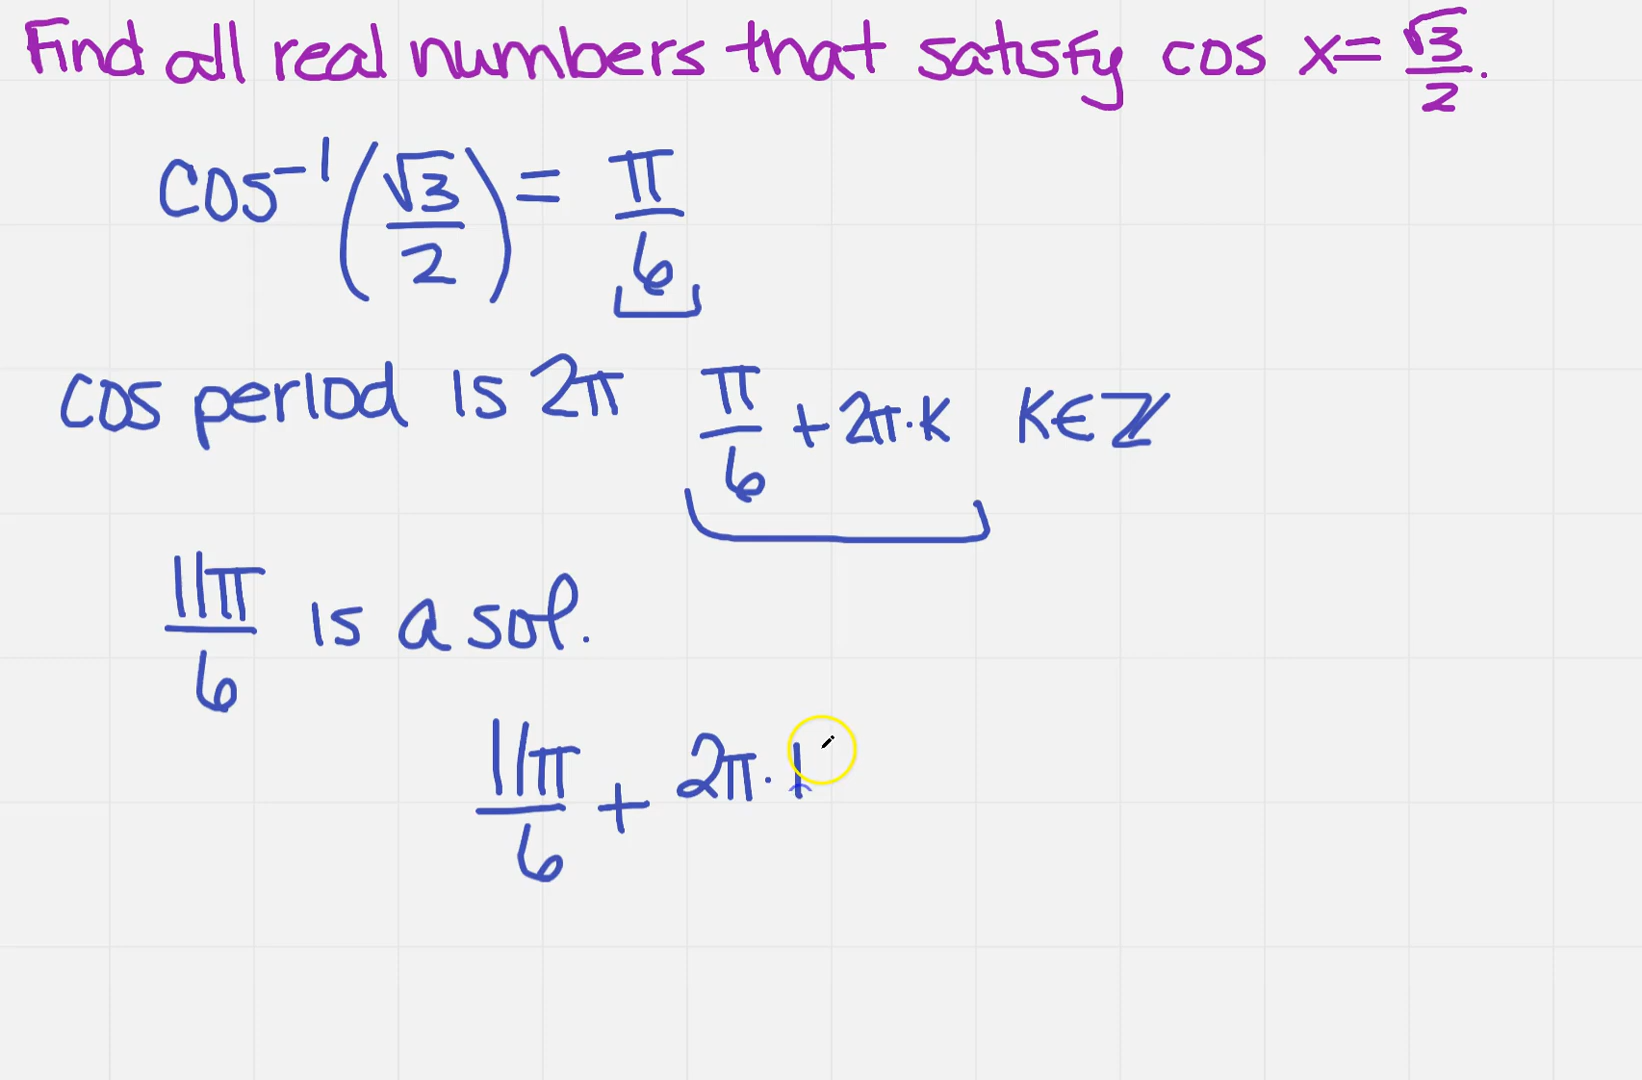 Find all real numbers that satisfy cos x = √3/2.
cos⁻¹(√3/2) = π/6
cos period is 2π π/6 + 2π·k k∈ℤ
11π/6 is a sol.
11π/6 + 2π·